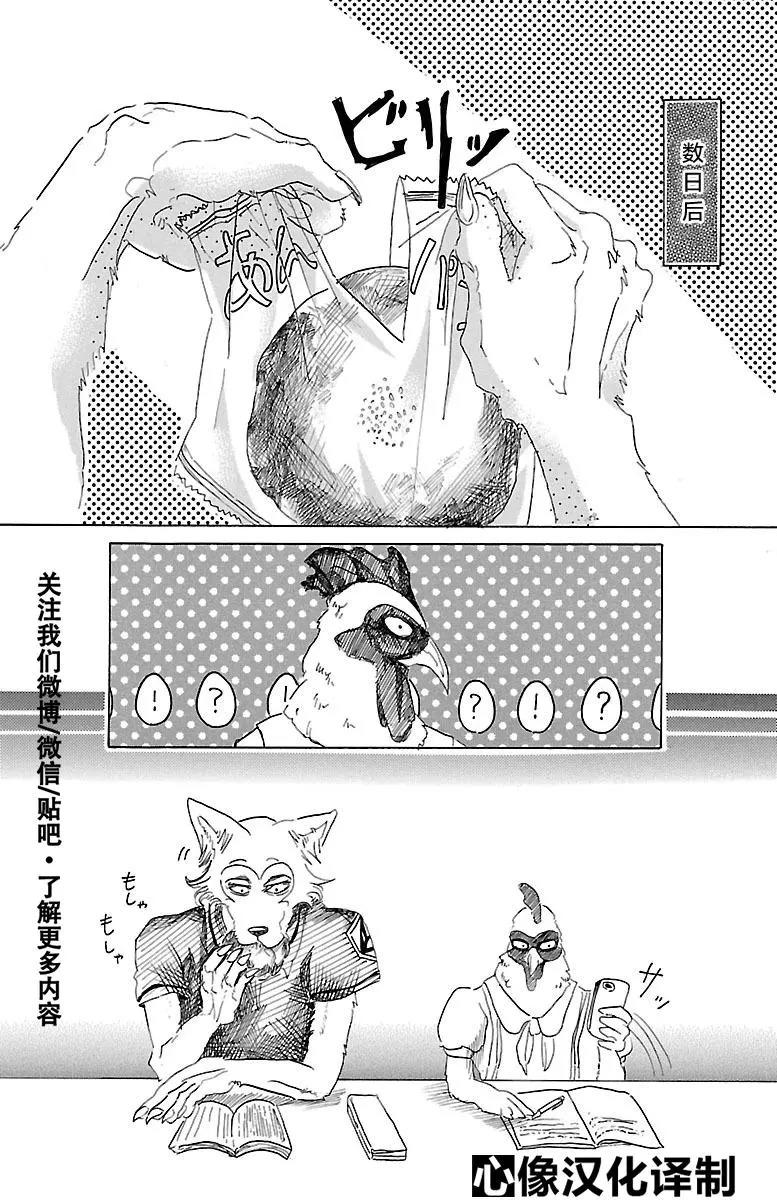 数日后
ビリッ
あん
パ
! ? ! ?
关注我们微博/微信/贴吧·了解更多内容
もしゃ
もしゃ
サッ
心像汉化译制